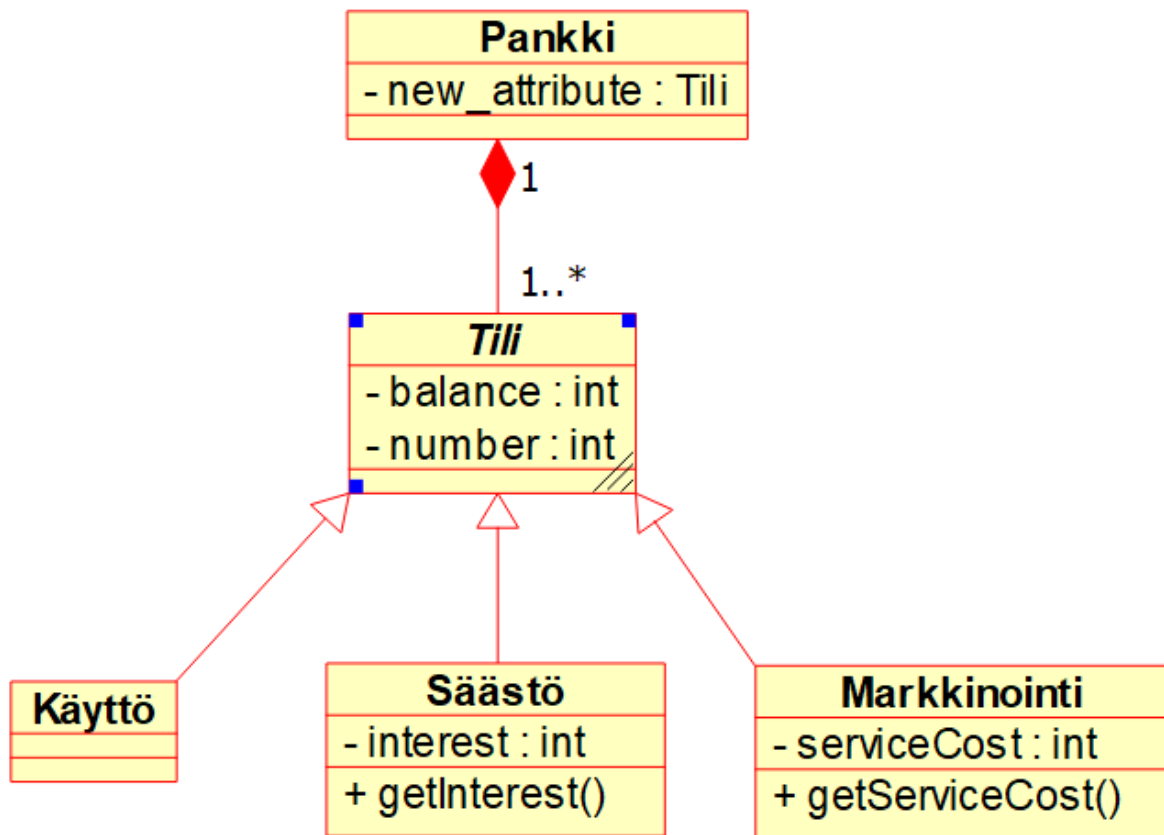 Pankki
- new_attribute : Tili
1
1..*
Tili
- balance : int
- number : int
Käyttö
Säästö
- interest : int
+ getInterest()
Markkinointi
- serviceCost : int
+ getServiceCost()